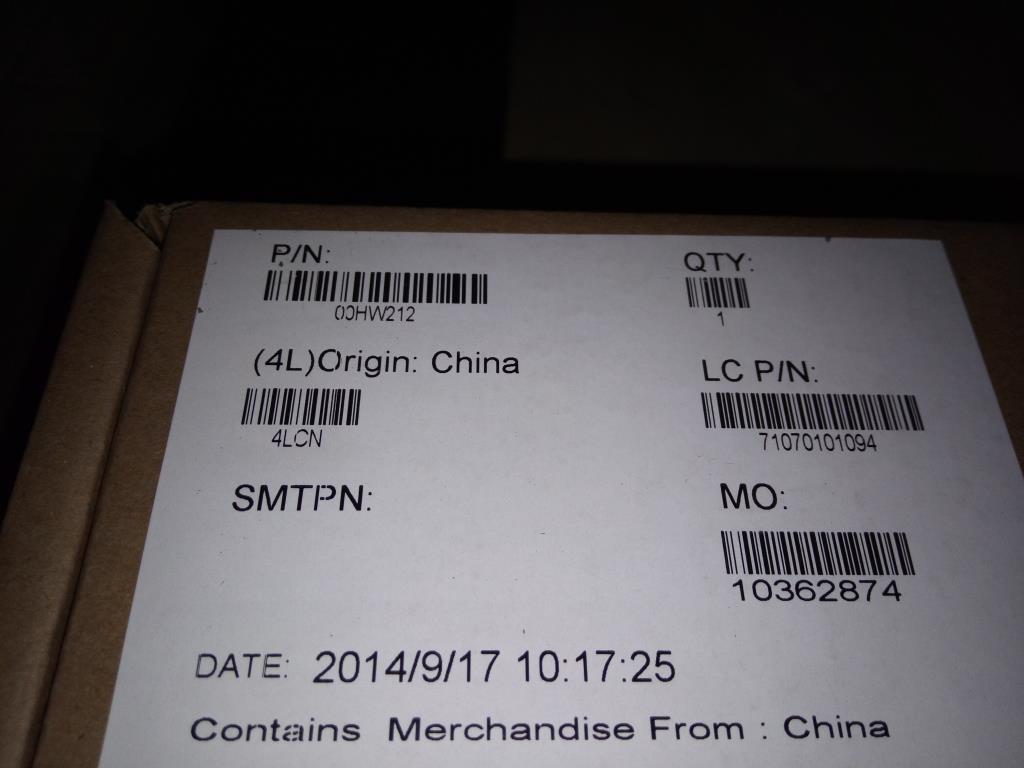 P/N:
00HW212
QTY:
1
(4L)Origin: China
4LCN
LC P/N:
71070101094
SMTPN:
MO:
10362874
DATE: 2014/9/17 10:17:25
Contains Merchandise From : China